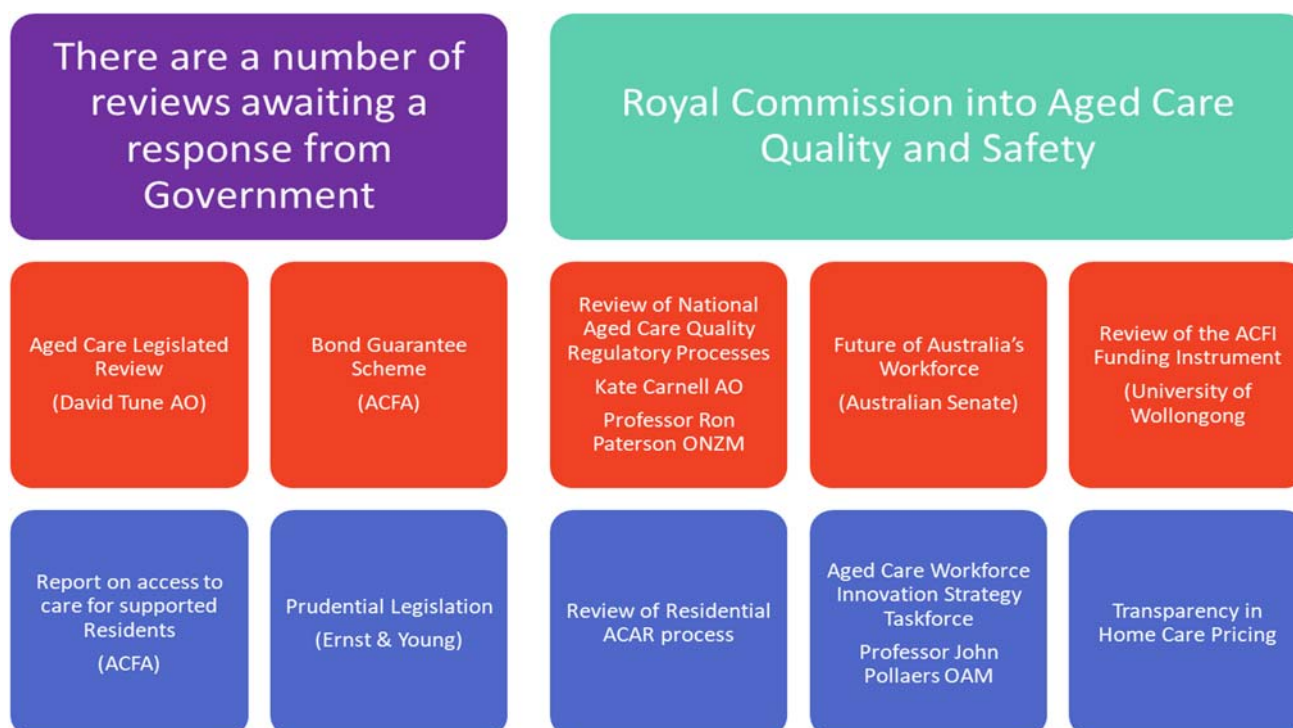 There are a number of
reviews awaiting a
response from
Government
Royal Commission into Aged Care
Quality and Safety
Aged Care Legislated
Review
(David Tune AO)
Bond Guarantee
Scheme
(ACFA)
Review of National
Aged Care Quality
Regulatory Processes
Kate Carnell AO
Professor Ron
Paterson ONZM
Future of Australia’s
Workforce
(Australian Senate)
Review of the ACFI
Funding Instrument
(University of
Wollongong
Report on access to
care for supported
Residents
(ACFA)
Prudential Legislation
(Ernst & Young)
Review of Residential
ACAR process
Aged Care Workforce
Innovation Strategy
Taskforce
Professor John
Pollaers OAM
Transparency in
Home Care Pricing